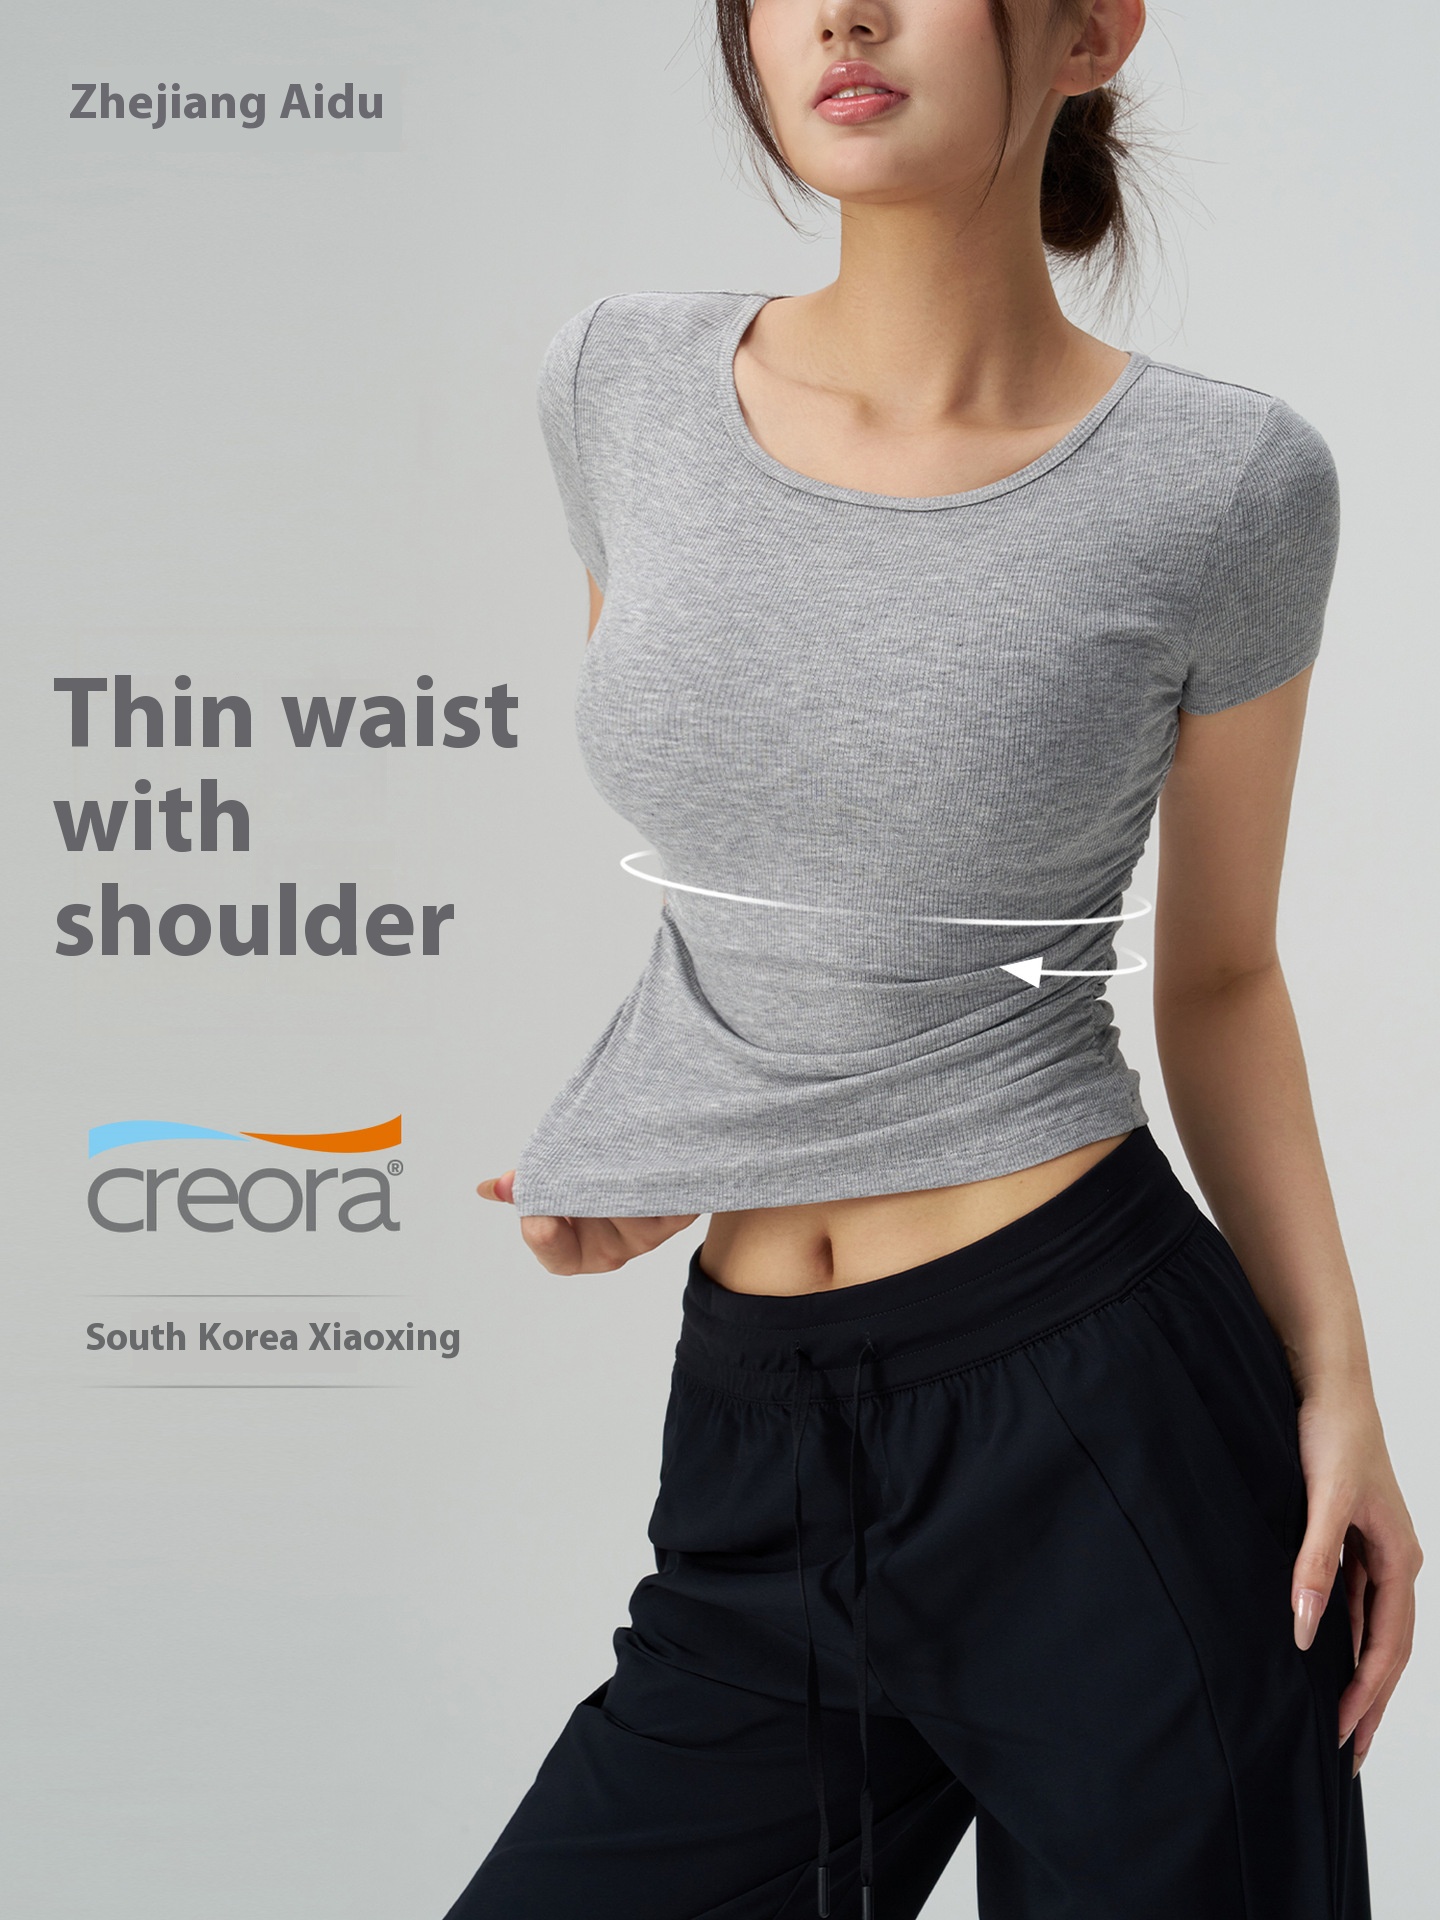 Zhejiang Aidu
Thin waist
with
shoulder
creora®
South Korea Xiaoxing